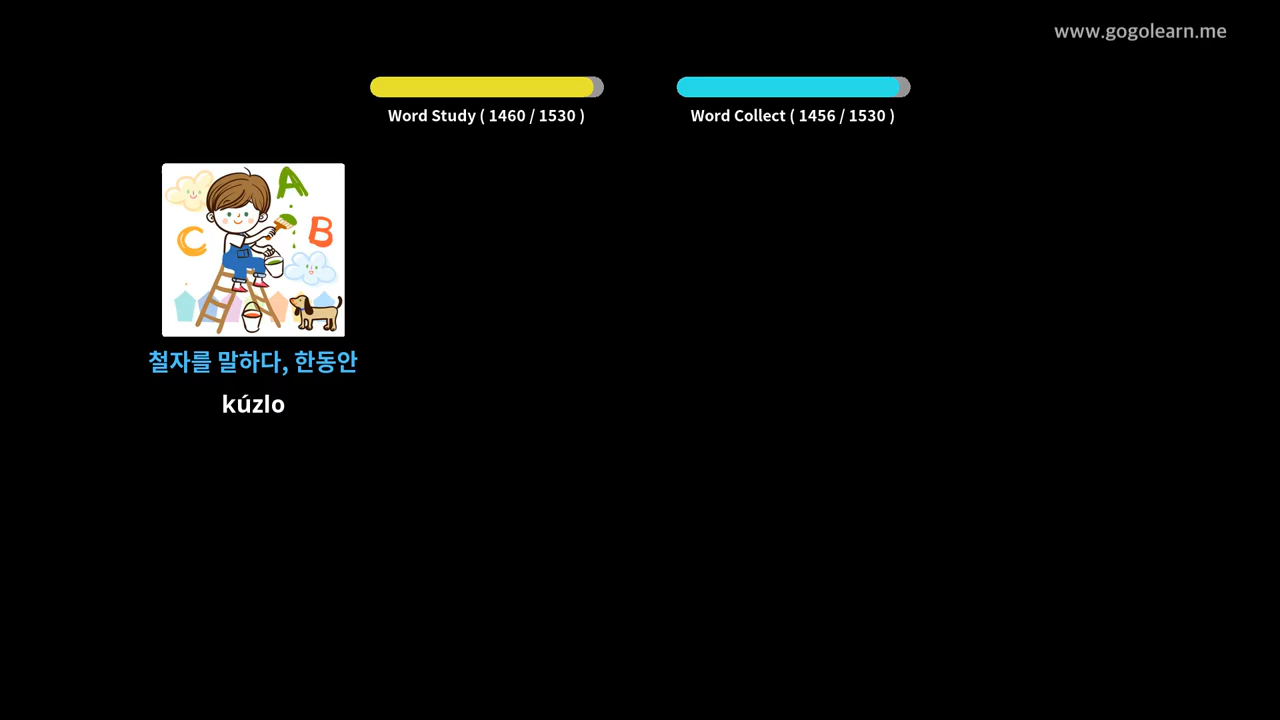 www.gogolearn.me
Word Study ( 1460 / 1530 )
Word Collect ( 1456 / 1530 )
A
B
C
철자를 말하다, 한동안
kúzlo